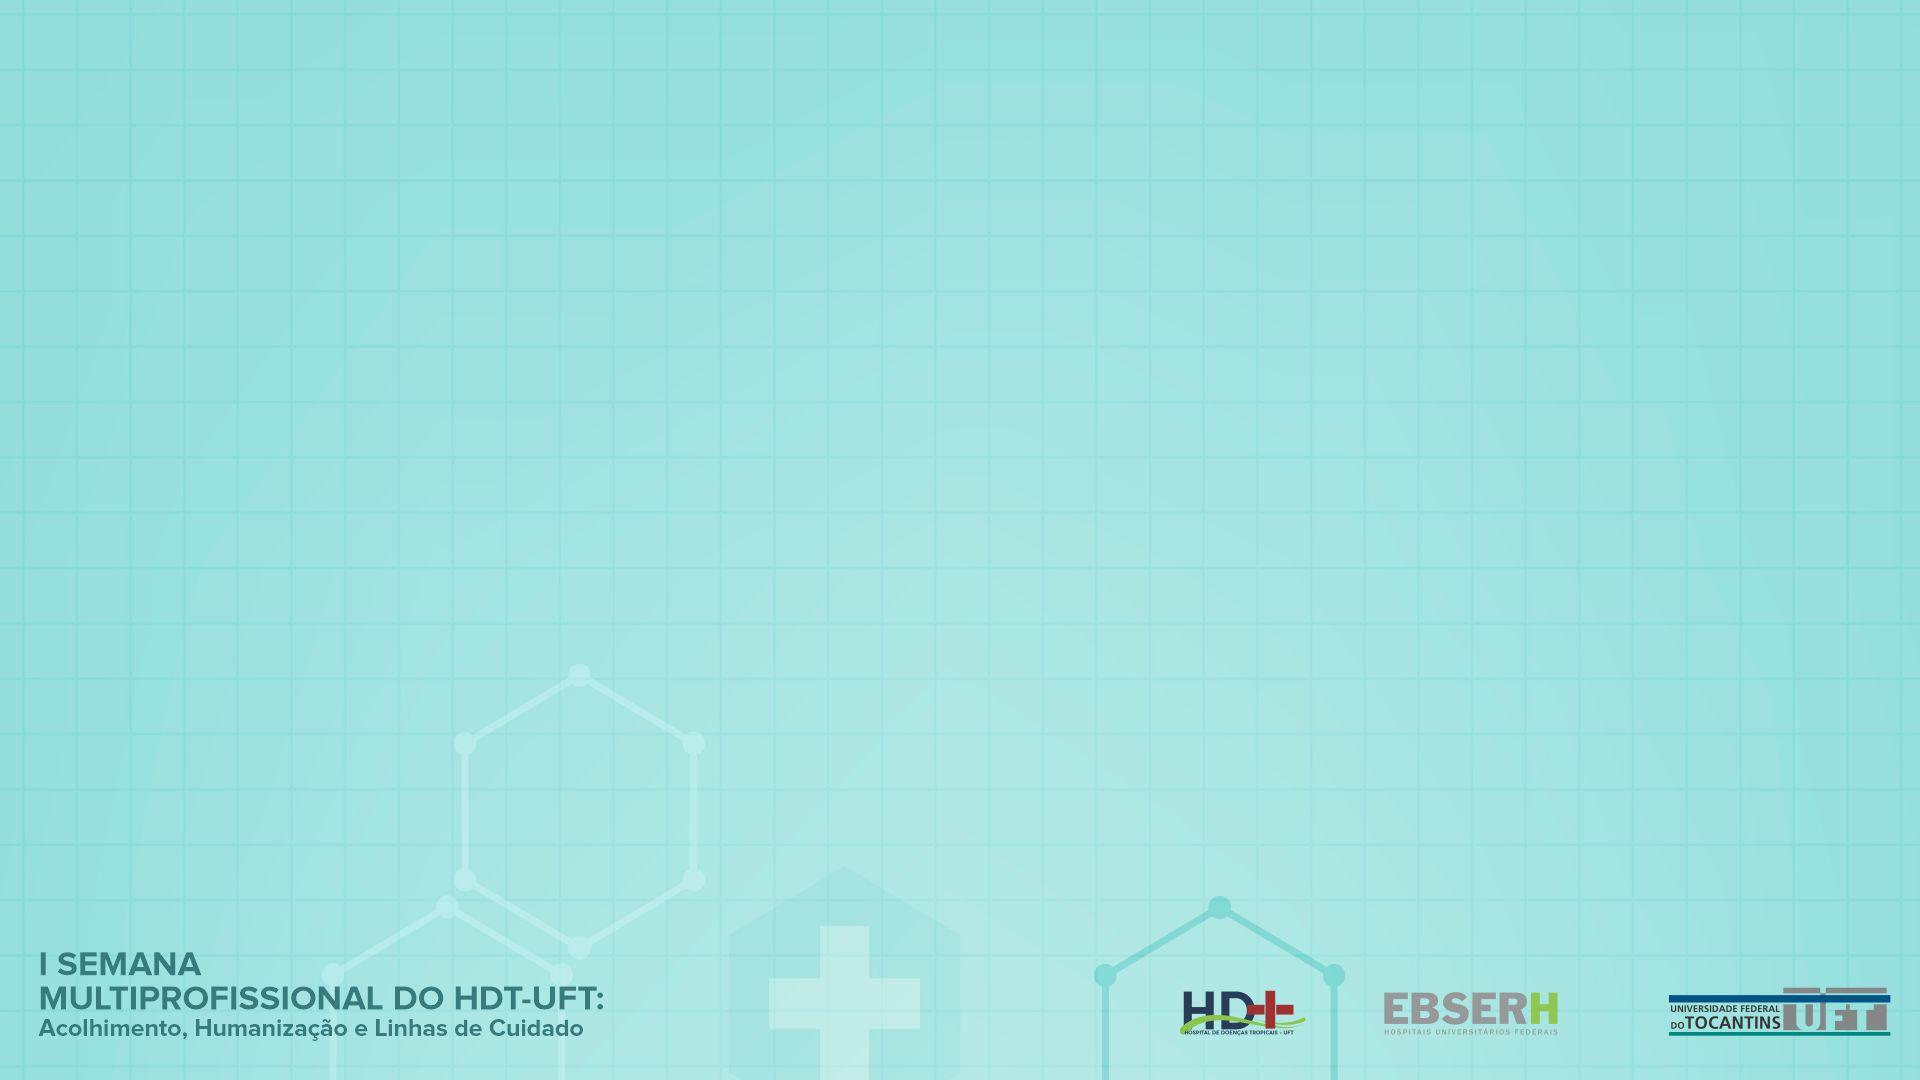 I SEMANA
MULTIPROFISSIONAL DO HDT-UFT:
Acolhimento, Humanização e Linhas de Cuidado
HD+
HOSPITAL DE DOENÇAS TROPICAIS - UFT
EBSERH
HOSPITAIS UNIVERSITÁRIOS FEDERAIS
UNIVERSIDADE FEDERAL
DO TOCANTINS
UFT